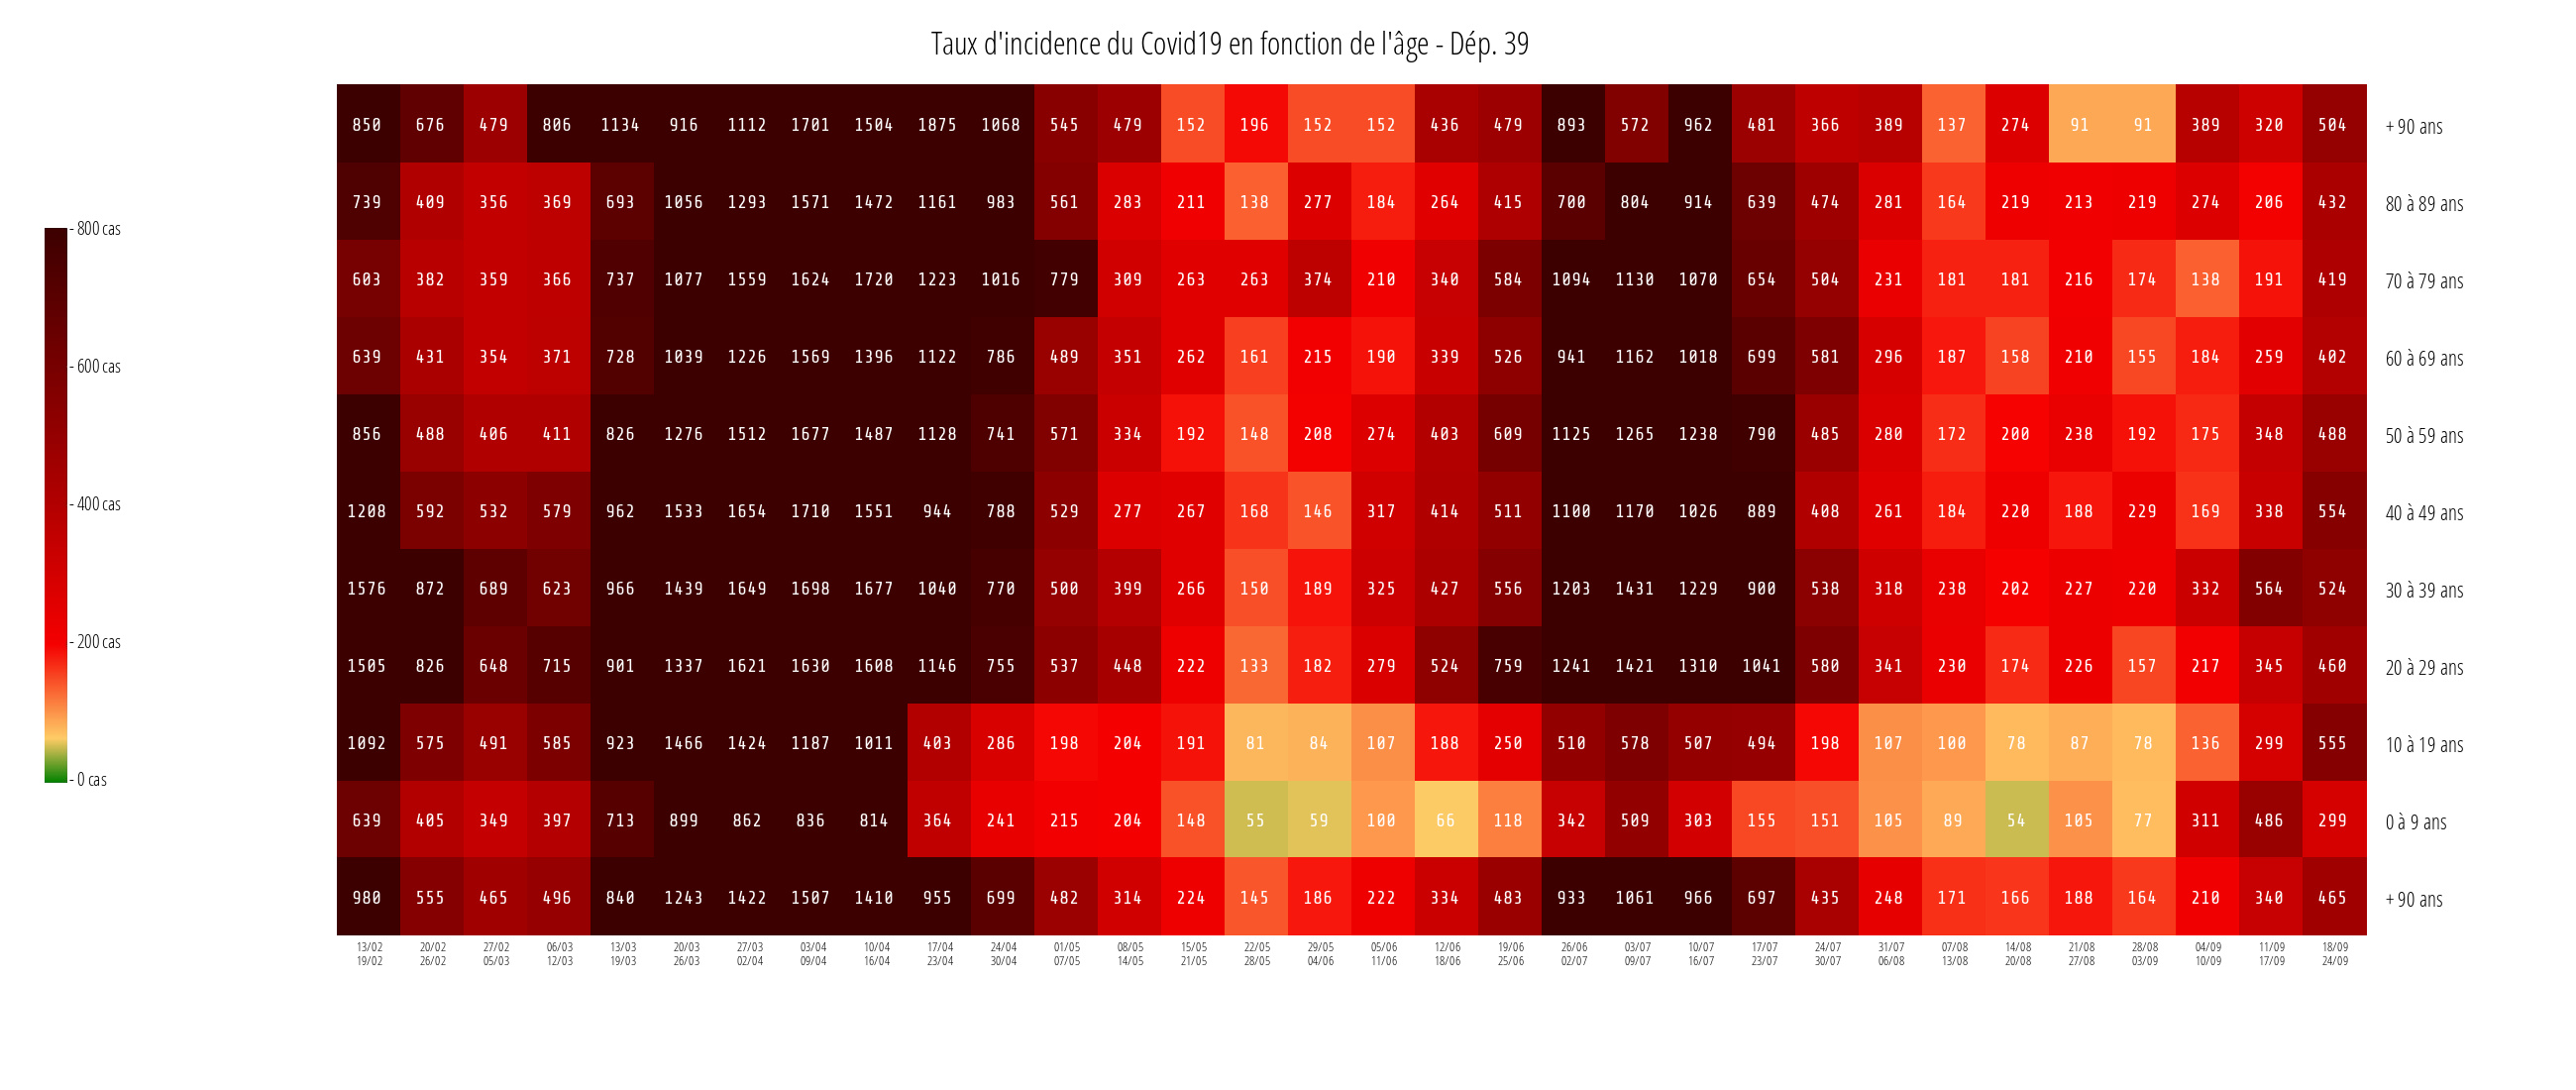 Taux d'incidence du Covid19 en fonction de l'âge - Dép. 39
- 800 cas
- 600 cas
- 400 cas
- 200 cas
- 0 cas
850 676 479 806 1134 916 1112 1701 1504 1875 1068 545 479 152 196 152 152 436 479 893 572 962 481 366 389 137 274 91 91 389 320 504 + 90 ans
739 409 356 369 693 1056 1293 1571 1472 1161 983 561 283 211 138 277 184 264 415 700 804 914 639 474 281 164 219 213 219 274 206 432 80 à 89 ans
603 382 359 366 737 1077 1559 1624 1720 1223 1016 779 309 263 263 374 210 340 584 1094 1130 1070 654 504 231 181 181 216 174 138 191 419 70 à 79 ans
639 431 354 371 728 1039 1226 1569 1396 1122 786 489 351 262 161 215 190 339 526 941 1162 1018 699 581 296 187 158 210 155 184 259 402 60 à 69 ans
856 488 406 411 826 1276 1512 1677 1487 1128 741 571 334 192 148 208 274 403 609 1125 1265 1238 790 485 280 172 200 238 192 175 348 488 50 à 59 ans
1208 592 532 579 962 1533 1654 1710 1551 944 788 529 277 267 168 146 317 414 511 1100 1170 1026 889 408 261 184 220 188 229 169 338 554 40 à 49 ans
1576 872 689 623 966 1439 1649 1698 1677 1040 770 500 399 266 150 189 325 427 556 1203 1431 1229 900 538 318 238 202 227 220 332 564 524 30 à 39 ans
1505 826 648 715 901 1337 1621 1630 1608 1146 755 537 448 222 133 182 279 524 759 1241 1421 1310 1041 580 341 230 174 226 157 217 345 460 20 à 29 ans
1092 575 491 585 923 1466 1424 1187 1011 403 286 198 204 191 81 84 107 188 250 510 578 507 494 198 107 100 78 87 78 136 299 555 10 à 19 ans
639 405 349 397 713 899 862 836 814 364 241 215 204 148 55 59 100 66 118 342 509 303 155 151 105 89 54 105 77 311 486 299 0 à 9 ans
980 555 465 496 840 1243 1422 1507 1410 955 699 482 314 224 145 186 222 334 483 933 1061 966 697 435 248 171 166 188 164 210 340 465 + 90 ans
13/02 20/02 27/02 06/03 13/03 20/03 27/03 03/04 10/04 17/04 24/04 01/05 08/05 15/05 22/05 29/05 05/06 12/06 19/06 26/06 03/07 10/07 17/07 24/07 31/07 07/08 14/08 21/08 28/08 04/09 11/09 18/09
19/02 26/02 05/03 12/03 19/03 26/03 02/04 09/04 16/04 23/04 30/04 07/05 14/05 21/05 28/05 04/06 11/06 18/06 25/06 02/07 09/07 16/07 23/07 30/07 06/08 13/08 20/08 27/08 03/09 10/09 17/09 24/09